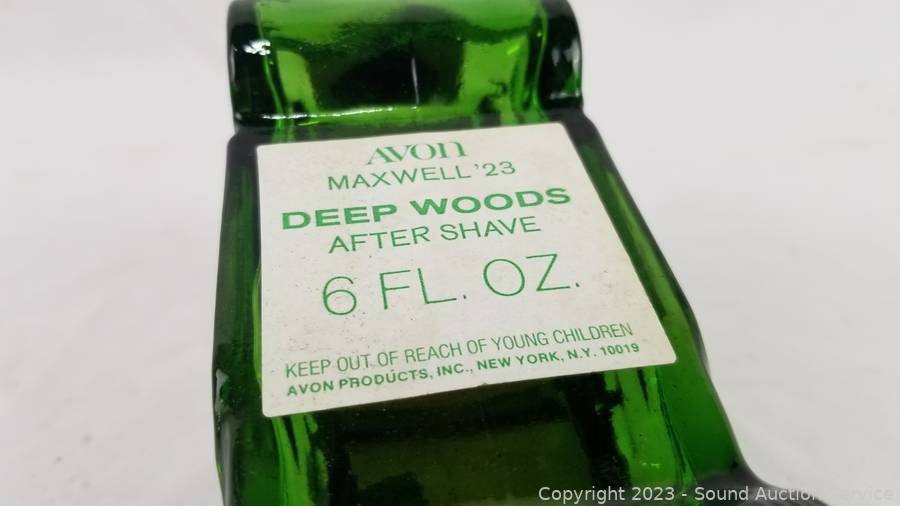 AVON
MAXWELL '23
DEEP WOODS
AFTER SHAVE
6 FL. OZ.
KEEP OUT OF REACH OF YOUNG CHILDREN
AVON PRODUCTS, INC., NEW YORK, N.Y. 10019
Copyright 2023 - Sound Auction Service